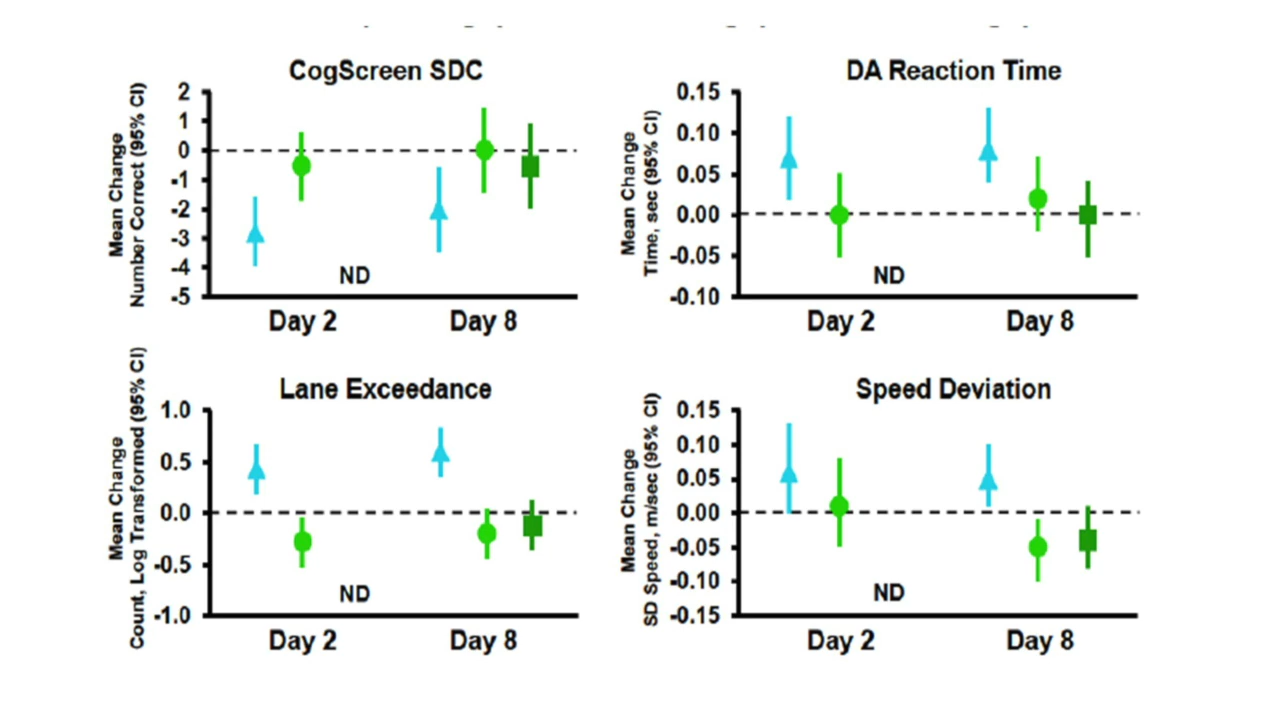 CogScreen SDC
Mean Change
Number Correct (95% CI)
2
1
0
-1
-2
-3
-4
-5
ND
Day 2
Day 8
DA Reaction Time
Mean Change
Time, sec (95% CI)
0.15
0.10
0.05
0.00
-0.05
-0.10
ND
Day 2
Day 8
Lane Exceedance
Mean Change
Count, Log Transformed (95% CI)
1.0
0.5
0.0
-0.5
-1.0
ND
Day 2
Day 8
Speed Deviation
Mean Change
SD Speed, m/sec (95% CI)
0.15
0.10
0.05
0.00
-0.05
-0.10
-0.15
ND
Day 2
Day 8